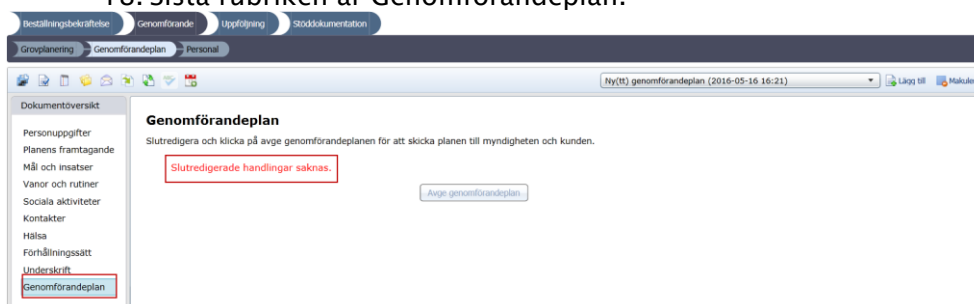 18. Sista rubriken är Genomförandeplan.
Beställningsbekräftelse Genomförande Uppföljning Stöddokumentation
Grovplanering Genomförandeplan Personal
Ny(tt) genomförandeplan (2016-05-16 16:21) Lägg till
Dokumentöversikt
Genomförandeplan
Personuppgifter
Slutredigera och klicka på avge genomförandeplanen för att skicka planen till myndigheten och kunden.
Planens framtagande
Mål och insatser
Slutredigerade handlingar saknas.
Vanor och rutiner
Avge genomförandeplan
Sociala aktiviteter
Kontakter
Hälsa
Förhållningssätt
Underskrift
Genomförandeplan